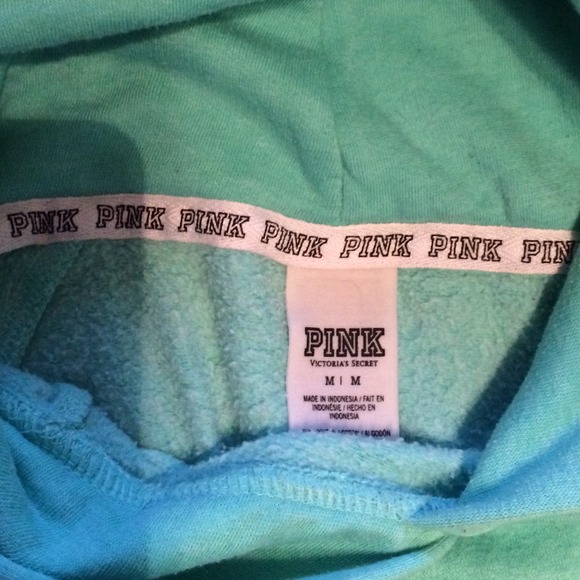 PINK PINK PINK PINK PINK PINK PIN
PINK
VICTORIA'S SECRET
M | M
MADE IN INDONESIA / FAIT EN
INDONÉSIE / HECHO EN
INDONESIA
ALGODÓN